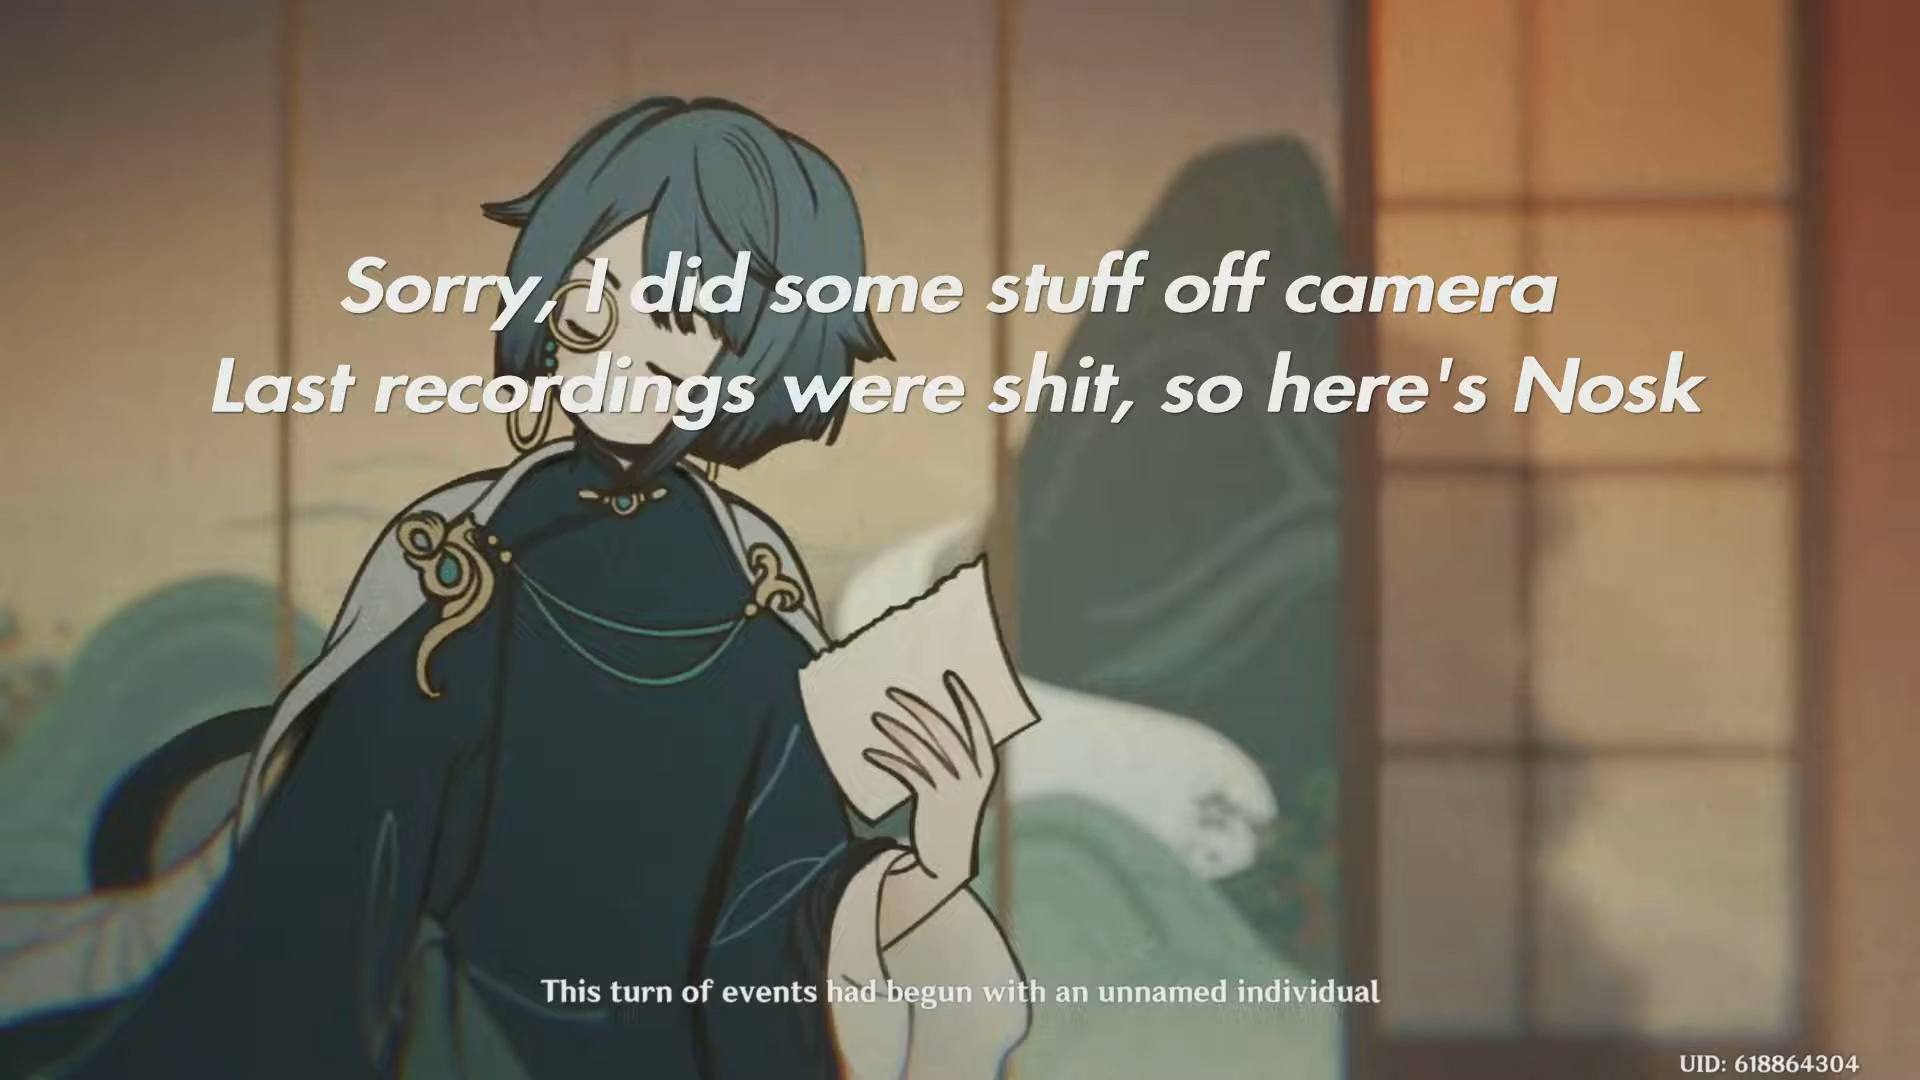 Sorry, I did some stuff off camera
Last recordings were shit, so here's Nosk
This turn of events had begun with an unnamed individual
UID: 618864304